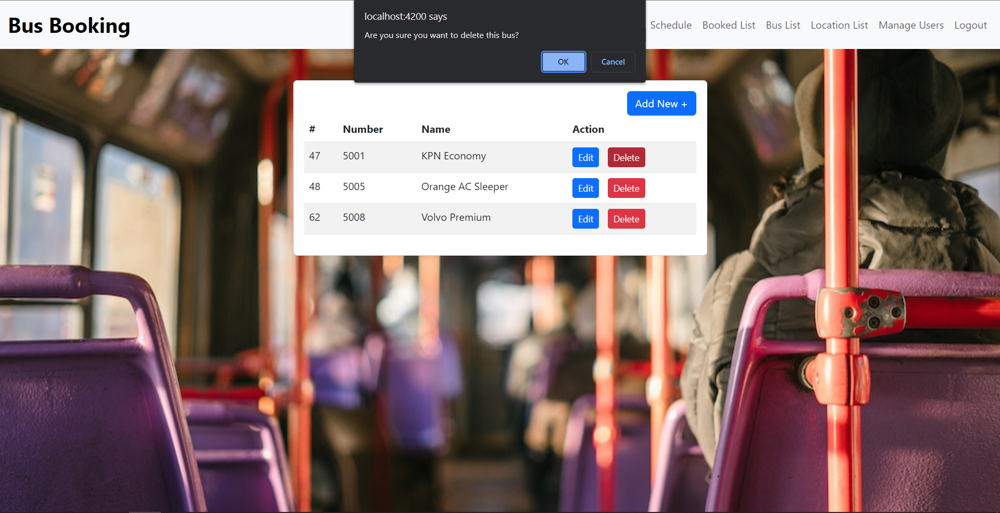 Bus Booking
localhost:4200 says
Are you sure you want to delete this bus?
OK Cancel
Schedule Booked List Bus List Location List Manage Users Logout
Add New +
# Number Name Action
47 5001 KPN Economy Edit Delete
48 5005 Orange AC Sleeper Edit Delete
62 5008 Volvo Premium Edit Delete